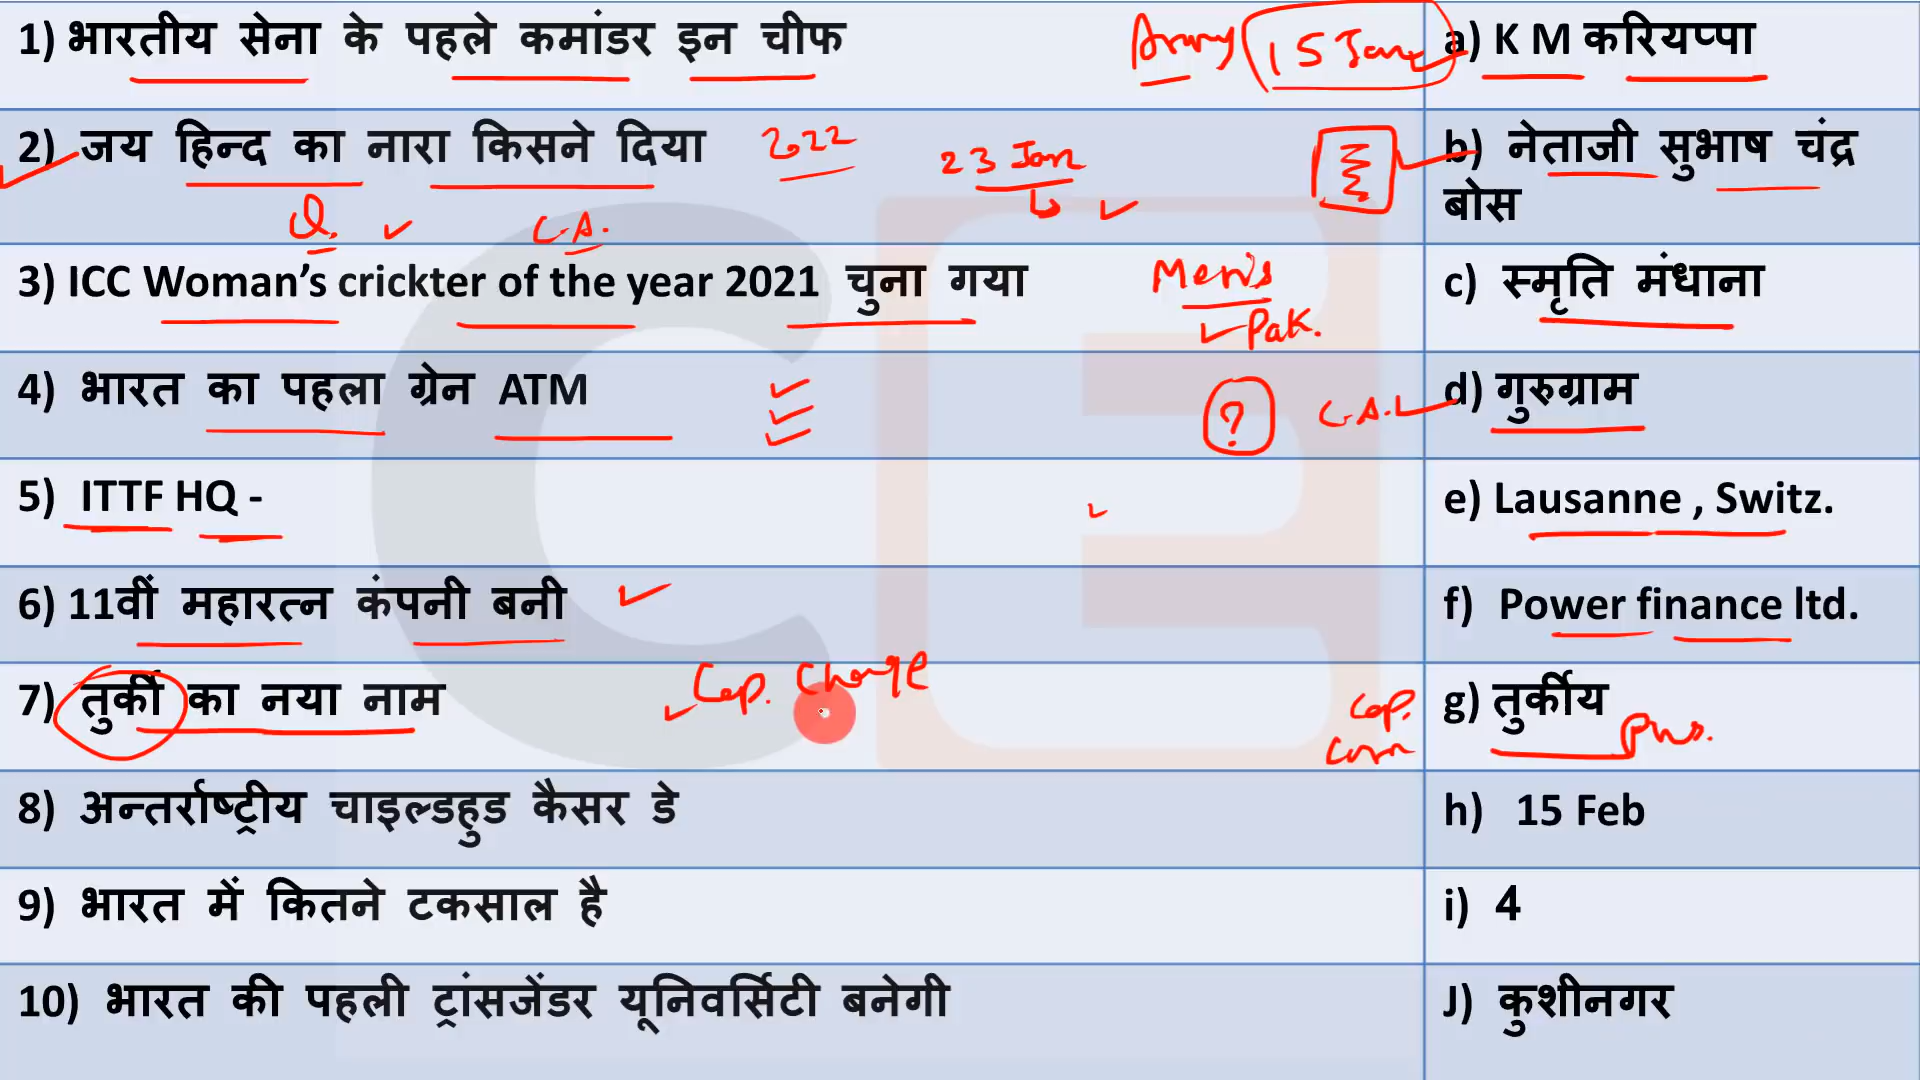 1) भारतीय सेना के पहले कमांडर इन चीफ Army 15 Jan a) K M करियप्पा
2) जय हिन्द का नारा किसने दिया 2022 23 Jan b) नेताजी सुभाष चंद्र
बोस
Q. C.A.
3) ICC Woman’s crickter of the year 2021 चुना गया Men's c) स्मृति मंधाना
Pak.
4) भारत का पहला ग्रेन ATM ? C.A. d) गुरुग्राम
5) ITTF HQ - e) Lausanne , Switz.
6) 11वीं महारत्न कंपनी बनी f) Power finance ltd.
7) तुर्की का नया नाम Cap. Change Cap. g) तुर्कीय
8) अन्तर्राष्ट्रीय चाइल्डहुड कैसर डे h) 15 Feb
9) भारत में कितने टकसाल है i) 4
10) भारत की पहली ट्रांसजेंडर यूनिवर्सिटी बनेगी J) कुशीनगर
CE